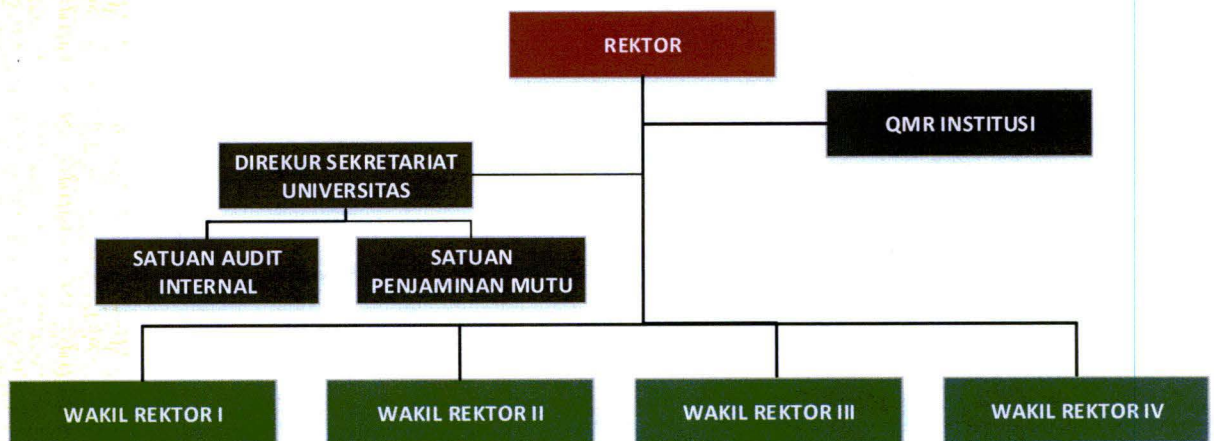 REKTOR
QMR INSTITUSI
DIREKUR SEKRETARIAT
UNIVERSITAS
SATUAN AUDIT
INTERNAL
SATUAN
PENJAMINAN MUTU
WAKIL REKTOR I
WAKIL REKTOR II
WAKIL REKTOR III
WAKIL REKTOR IV